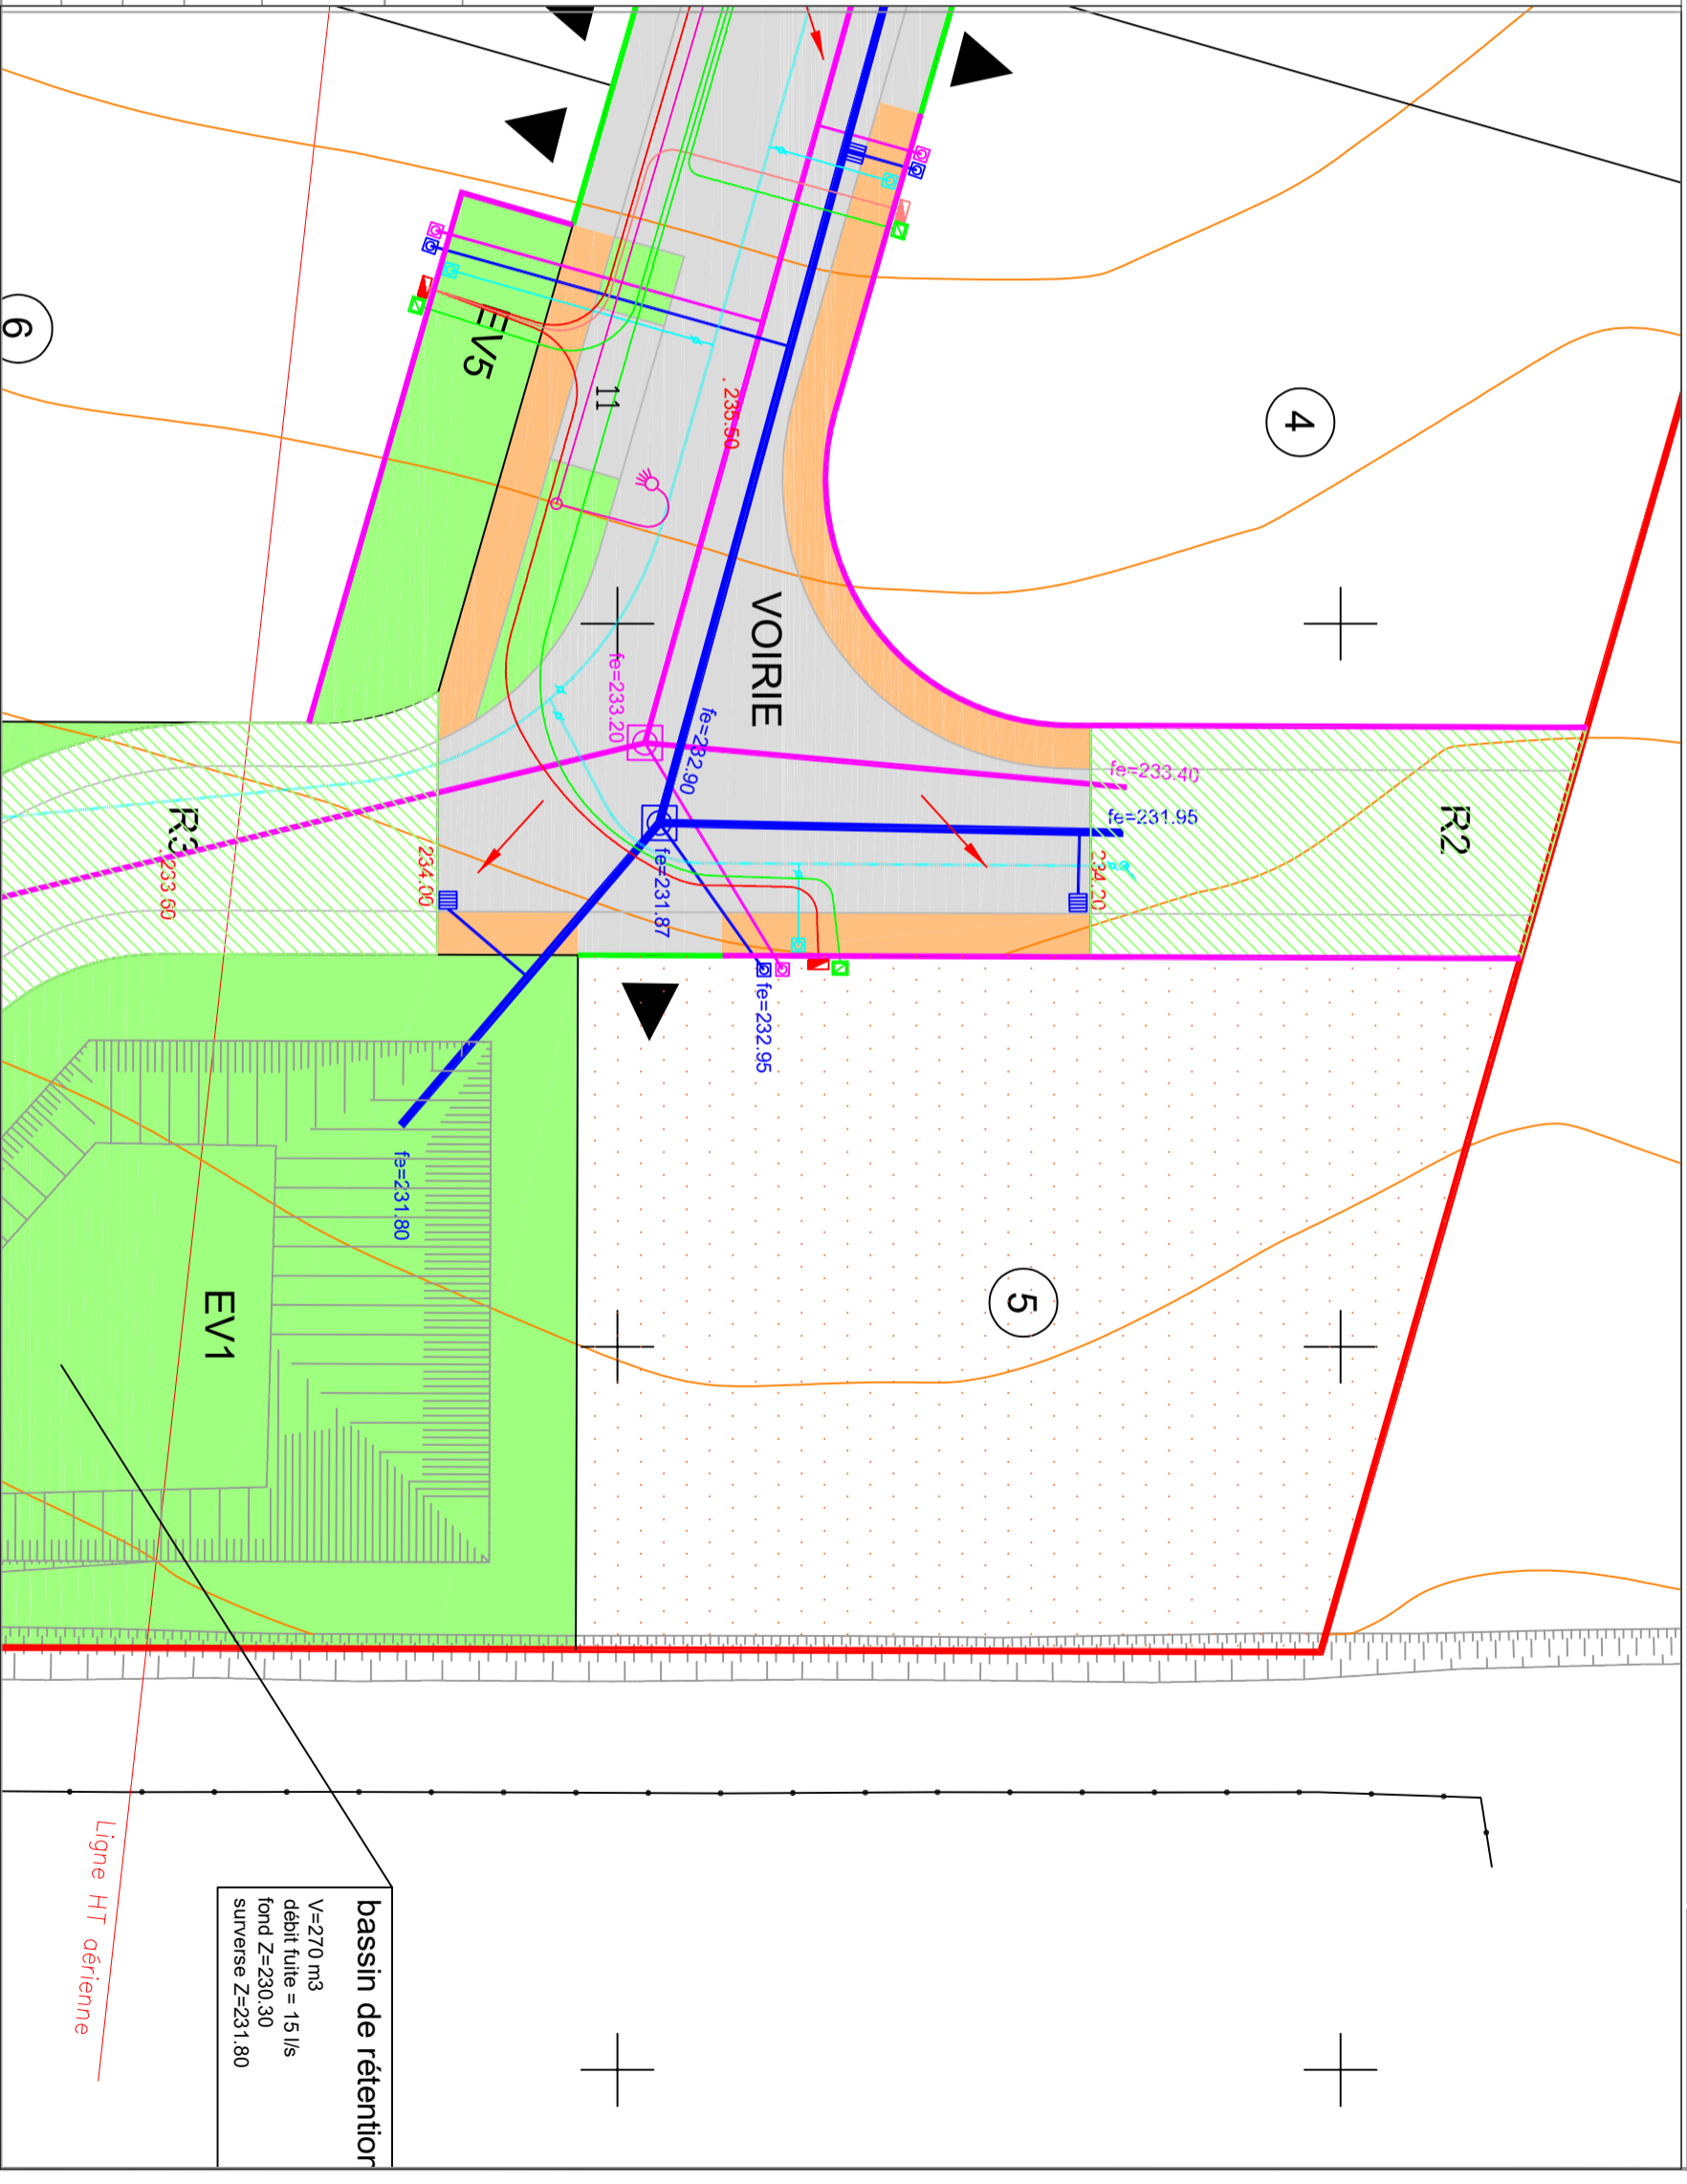 6
EV5
11
. 235.50
4
VOIRIE
fe=233.20
fe=232.90
fe=233.40
fe=231.95
R2
R3
. 233.60
234.00
fe=231.87
234.20
fe=232.95
fe=231.80
EV1
5
Ligne HT aérienne
bassin de rétention
V=270 m3
débit fuite = 15 l/s
fond Z=230.30
surverse Z=231.80